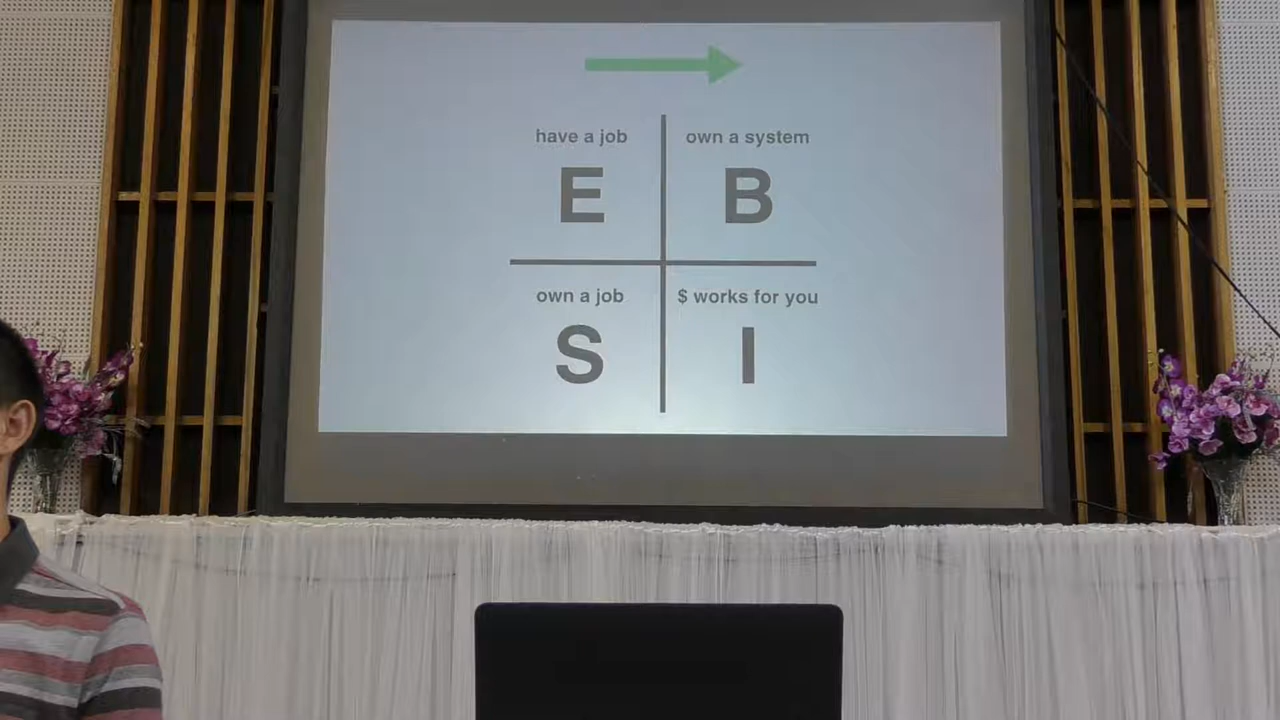 have a job
own a system
E
B
own a job
$ works for you
S
I